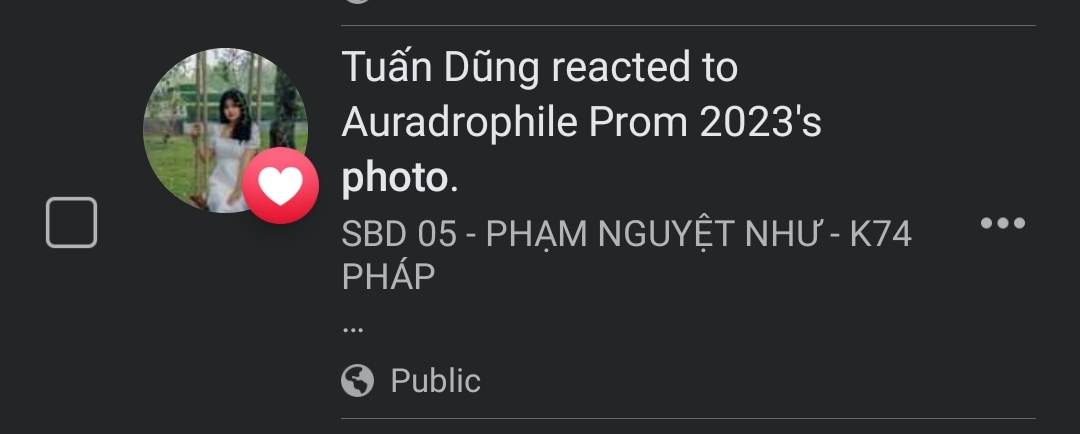 Tuấn Dũng reacted to
Auradrophile Prom 2023's
photo.
SBD 05 - PHẠM NGUYỆT NHƯ - K74
PHÁP
...
Public